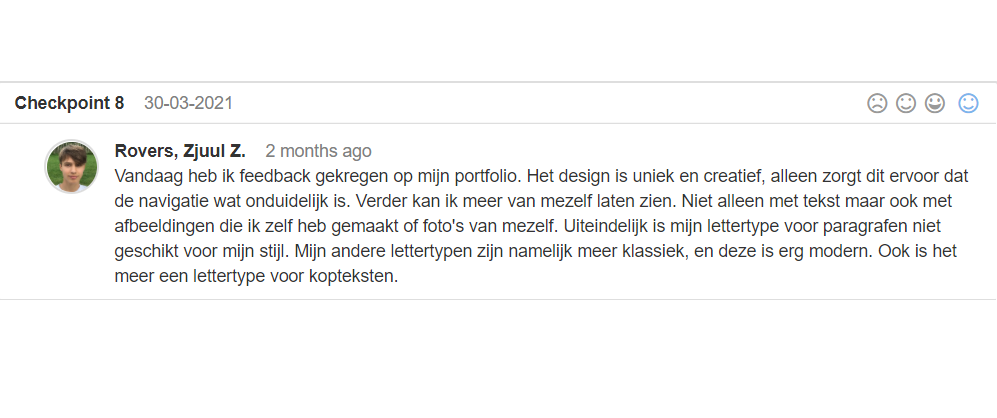 Checkpoint 8 30-03-2021
Rovers, Zjuul Z. 2 months ago
Vandaag heb ik feedback gekregen op mijn portfolio. Het design is uniek en creatief, alleen zorgt dit ervoor dat
de navigatie wat onduidelijk is. Verder kan ik meer van mezelf laten zien. Niet alleen met tekst maar ook met
afbeeldingen die ik zelf heb gemaakt of foto's van mezelf. Uiteindelijk is mijn lettertype voor paragrafen niet
geschikt voor mijn stijl. Mijn andere lettertypen zijn namelijk meer klassiek, en deze is erg modern. Ook is het
meer een lettertype voor kopteksten.